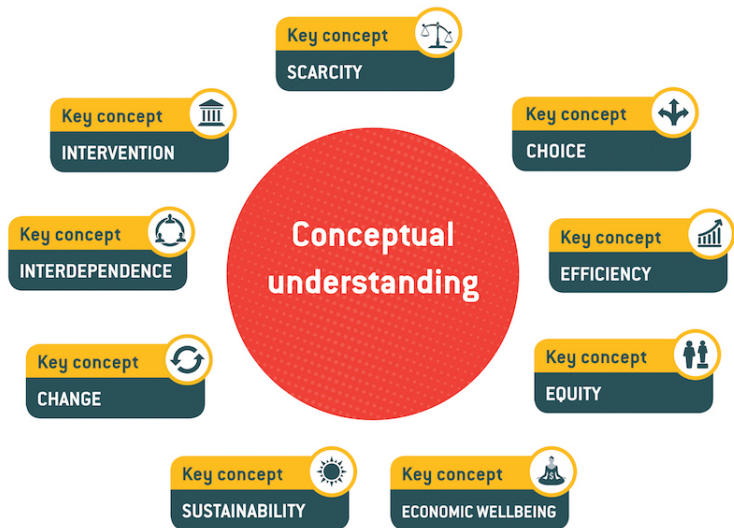 Key concept
SCARCITY
Key concept
CHOICE
Key concept
EFFICIENCY
Key concept
EQUITY
Key concept
ECONOMIC WELLBEING
Key concept
SUSTAINABILITY
Key concept
CHANGE
Key concept
INTERDEPENDENCE
Key concept
INTERVENTION
Conceptual
understanding